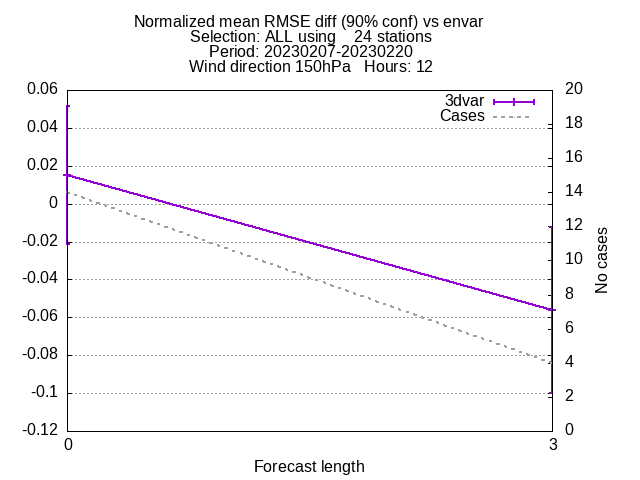 Normalized mean RMSE diff (90% conf) vs envar
Selection: ALL using    24 stations
Period: 20230207-20230220
Wind direction 150hPa   Hours: 12
3dvar
Cases
0.06
0.04
0.02
0
-0.02
-0.04
-0.06
-0.08
-0.1
-0.12
20
18
16
14
12
10
8
6
4
2
0
No cases
0
3
Forecast length